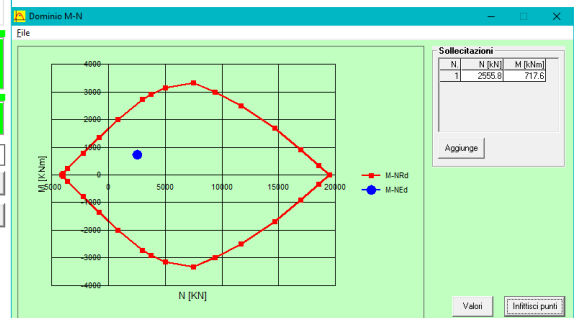 Dominio M-N
File
Sollecitazioni
N. N [kN] M [kNm]
1 2555.8 717.6
Aggiunge
4000
3000
2000
1000
0
-5000 0 5000 10000 15000 20000
-1000
-2000
-3000
-4000
M [KNm]
N [KN]
M-NRd
M-NEd
Valori
Infittisci punti